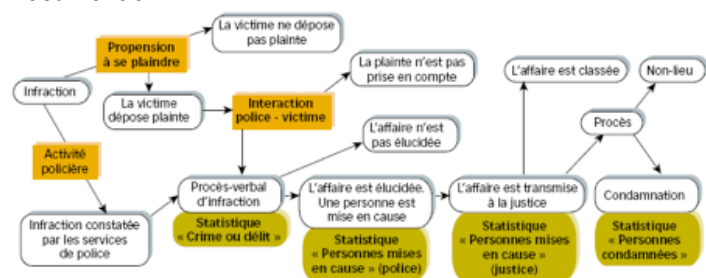 La victime ne dépose
pas plainte
Propension
à se plaindre
La plainte n'est pas
prise en compte
L'affaire est classée
Non-lieu
Infraction
La victime
dépose plainte
Interaction
police - victime
L'affaire n'est
pas élucidée
Procès
Activité
policière
Procès-verbal
d'infraction
L'affaire est élucidée.
Une personne est
mise en cause
L'affaire est transmise
à la justice
Condamnation
Infraction constatée
par les services
de police
Statistique
« Crime ou délit »
Statistique
« Personnes mises
en cause » (police)
Statistique
« Personnes mises
en cause »
(justice)
Statistique
« Personnes
condamnées »